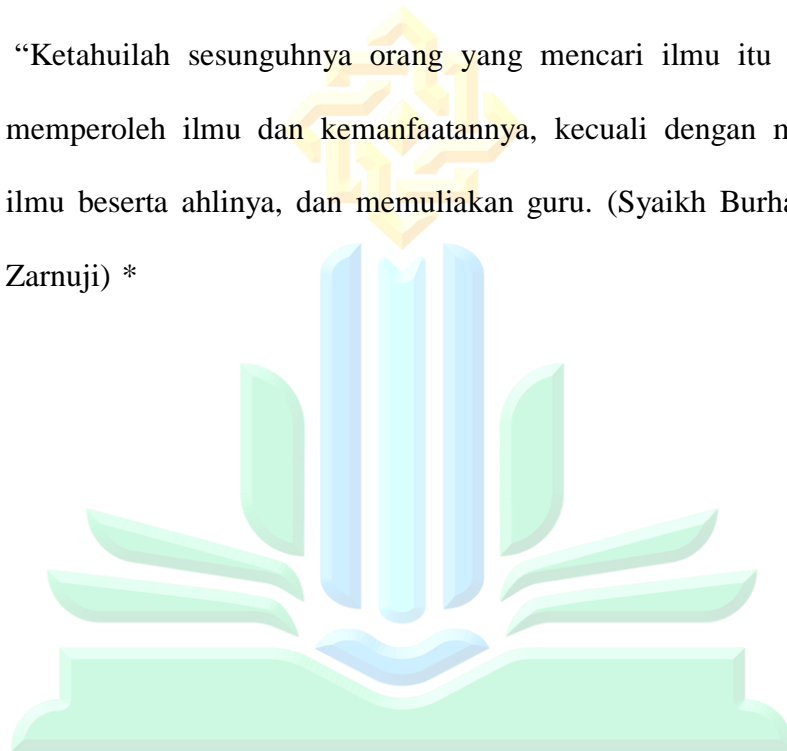 “Ketahuilah sesunguhnya orang yang mencari ilmu itu
memperoleh ilmu dan kemanfaatannya, kecuali dengan
ilmu beserta ahlinya, dan memuliakan guru. (Syaikh
Zarnuji) *